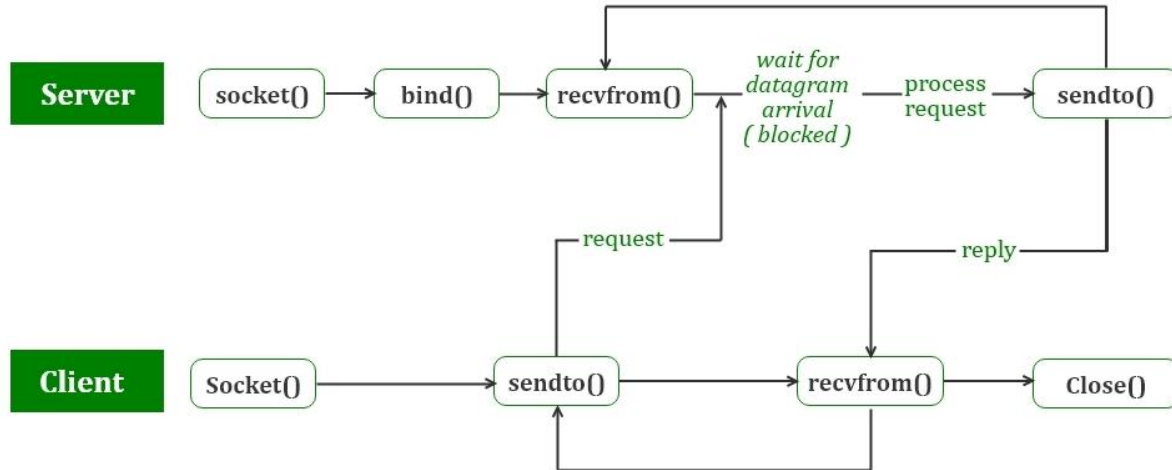 Server
socket()
bind()
recvfrom()
wait for
datagram
arrival
( blocked )
process
request
sendto()
request
reply
Client
Socket()
sendto()
recvfrom()
Close()